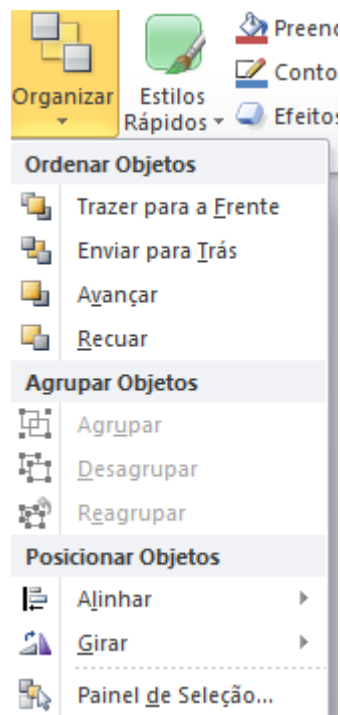 Organizar
Estilos
Rápidos
Preenc
Conto
Efeitos
Ordenar Objetos
Trazer para a Frente
Enviar para Trás
Avançar
Recuar
Agrupar Objetos
Agrupar
Desagrupar
Reagrupar
Posicionar Objetos
Alinhar
Girar
Painel de Seleção...